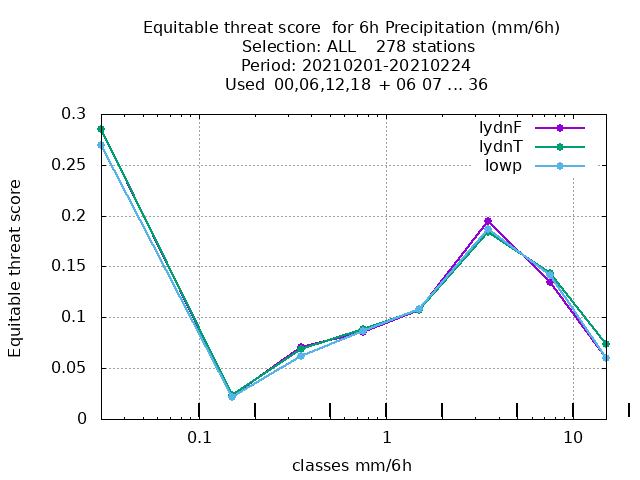 Equitable threat score  for 6h Precipitation (mm/6h)
Selection: ALL    278 stations
Period: 20210201-20210224
Used  00,06,12,18  + 06 07 ... 36
lydnF
lydnT
lowp
Equitable threat score
0.3
0.25
0.2
0.15
0.1
0.05
0
0.1 1 10
classes mm/6h